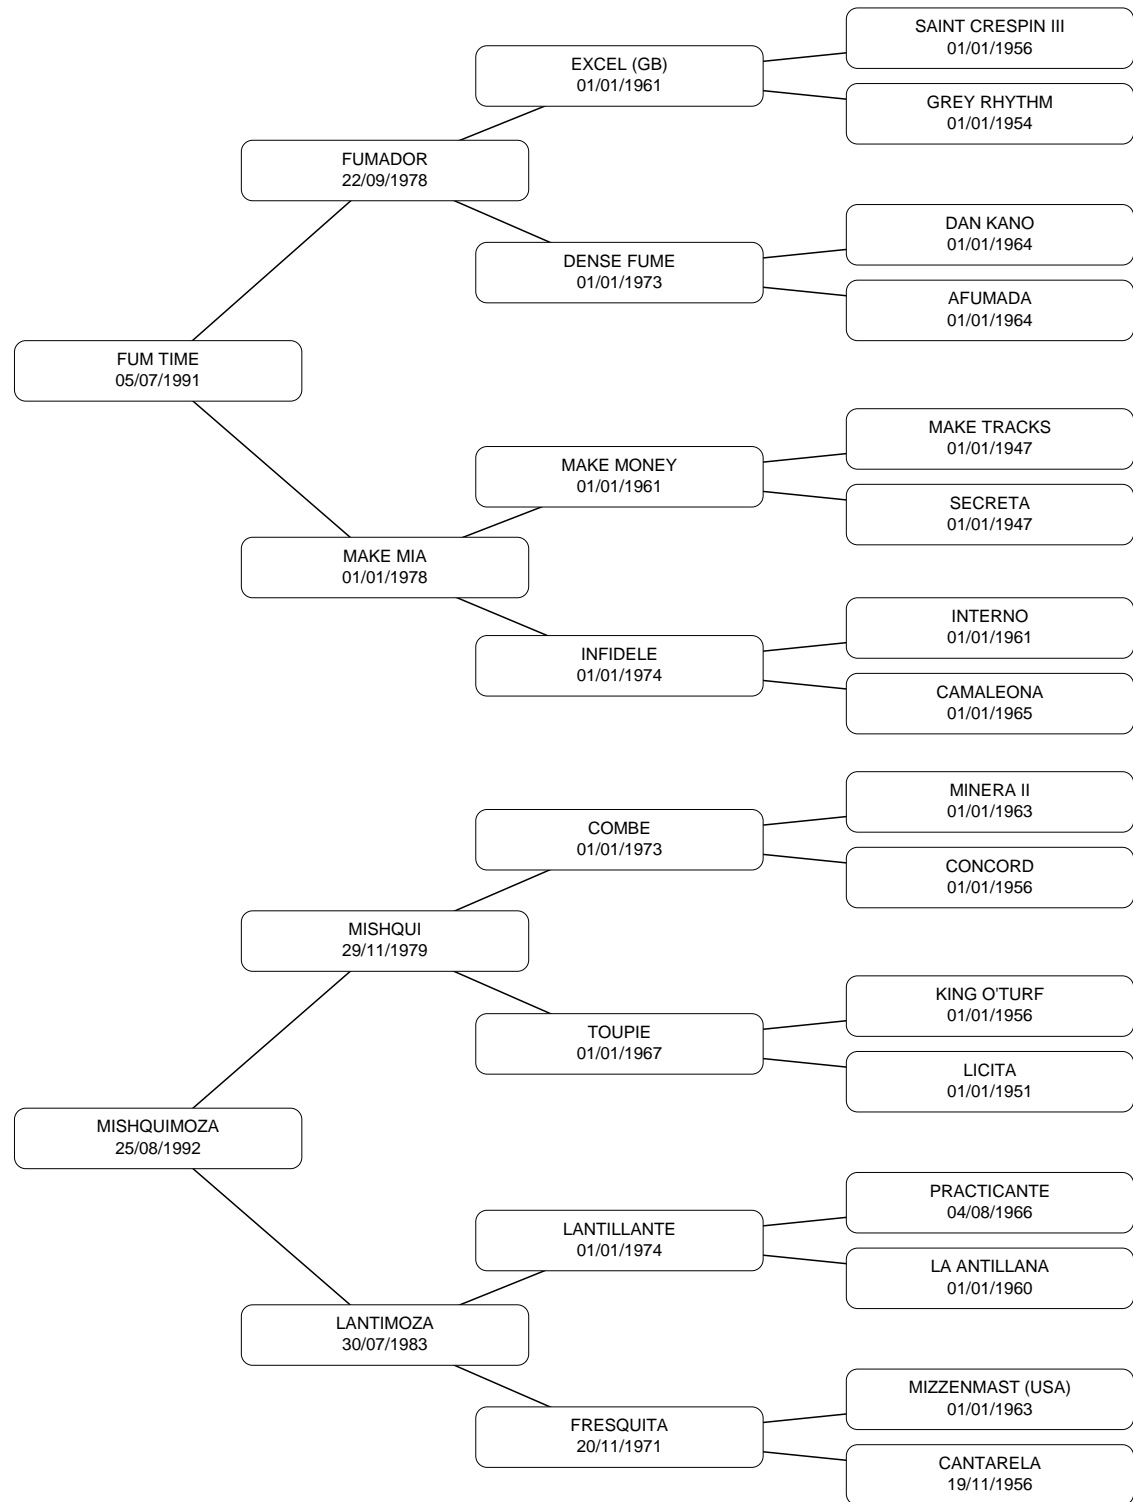 SAINT CRESPIN III
01/01/1956
EXCEL (GB)
01/01/1961
GREY RHYTHM
01/01/1954
FUMADOR
22/09/1978
DAN KANO
01/01/1964
DENSE FUME
01/01/1973
AFUMADA
01/01/1964
FUM TIME
05/07/1991
MAKE TRACKS
01/01/1947
MAKE MONEY
01/01/1961
SECRETA
01/01/1947
MAKE MIA
01/01/1978
INTERNO
01/01/1961
INFIDELE
01/01/1974
CAMALEONA
01/01/1965
MINERA II
01/01/1963
COMBE
01/01/1973
CONCORD
01/01/1956
MISHQUI
29/11/1979
KING O'TURF
01/01/1956
TOUPIE
01/01/1967
LICITA
01/01/1951
MISHQUIMOZA
25/08/1992
PRACTICANTE
04/08/1966
LANTILLANTE
01/01/1974
LA ANTILLANA
01/01/1960
LANTIMOZA
30/07/1983
MIZZENMAST (USA)
01/01/1963
FRESQUITA
20/11/1971
CANTARELA
19/11/1956